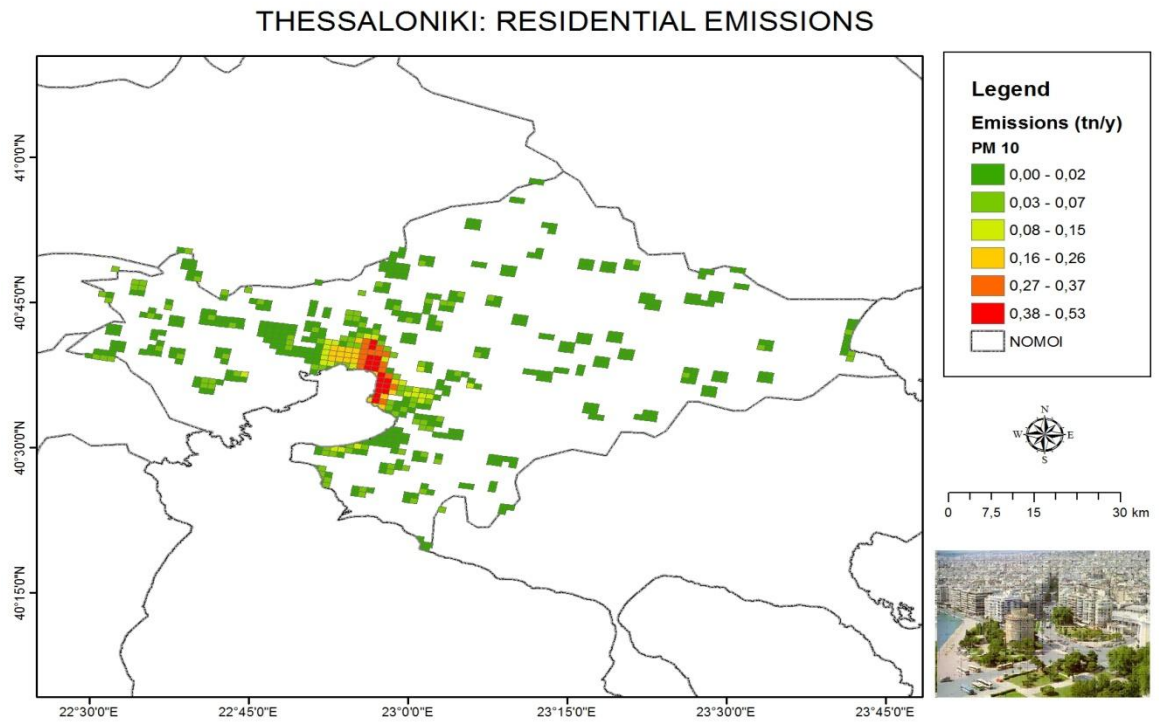 THESSALONIKI: RESIDENTIAL EMISSIONS
41°0'0"N
40°45'0"N
40°30'0"N
40°15'0"N
22°30'0"E
22°45'0"E
23°0'0"E
23°15'0"E
23°30'0"E
23°45'0"E
Legend
Emissions (tn/y)
PM 10
0,00 - 0,02
0,03 - 0,07
0,08 - 0,15
0,16 - 0,26
0,27 - 0,37
0,38 - 0,53
NOMOI
N
W E
S
0 7,5 15 30 km